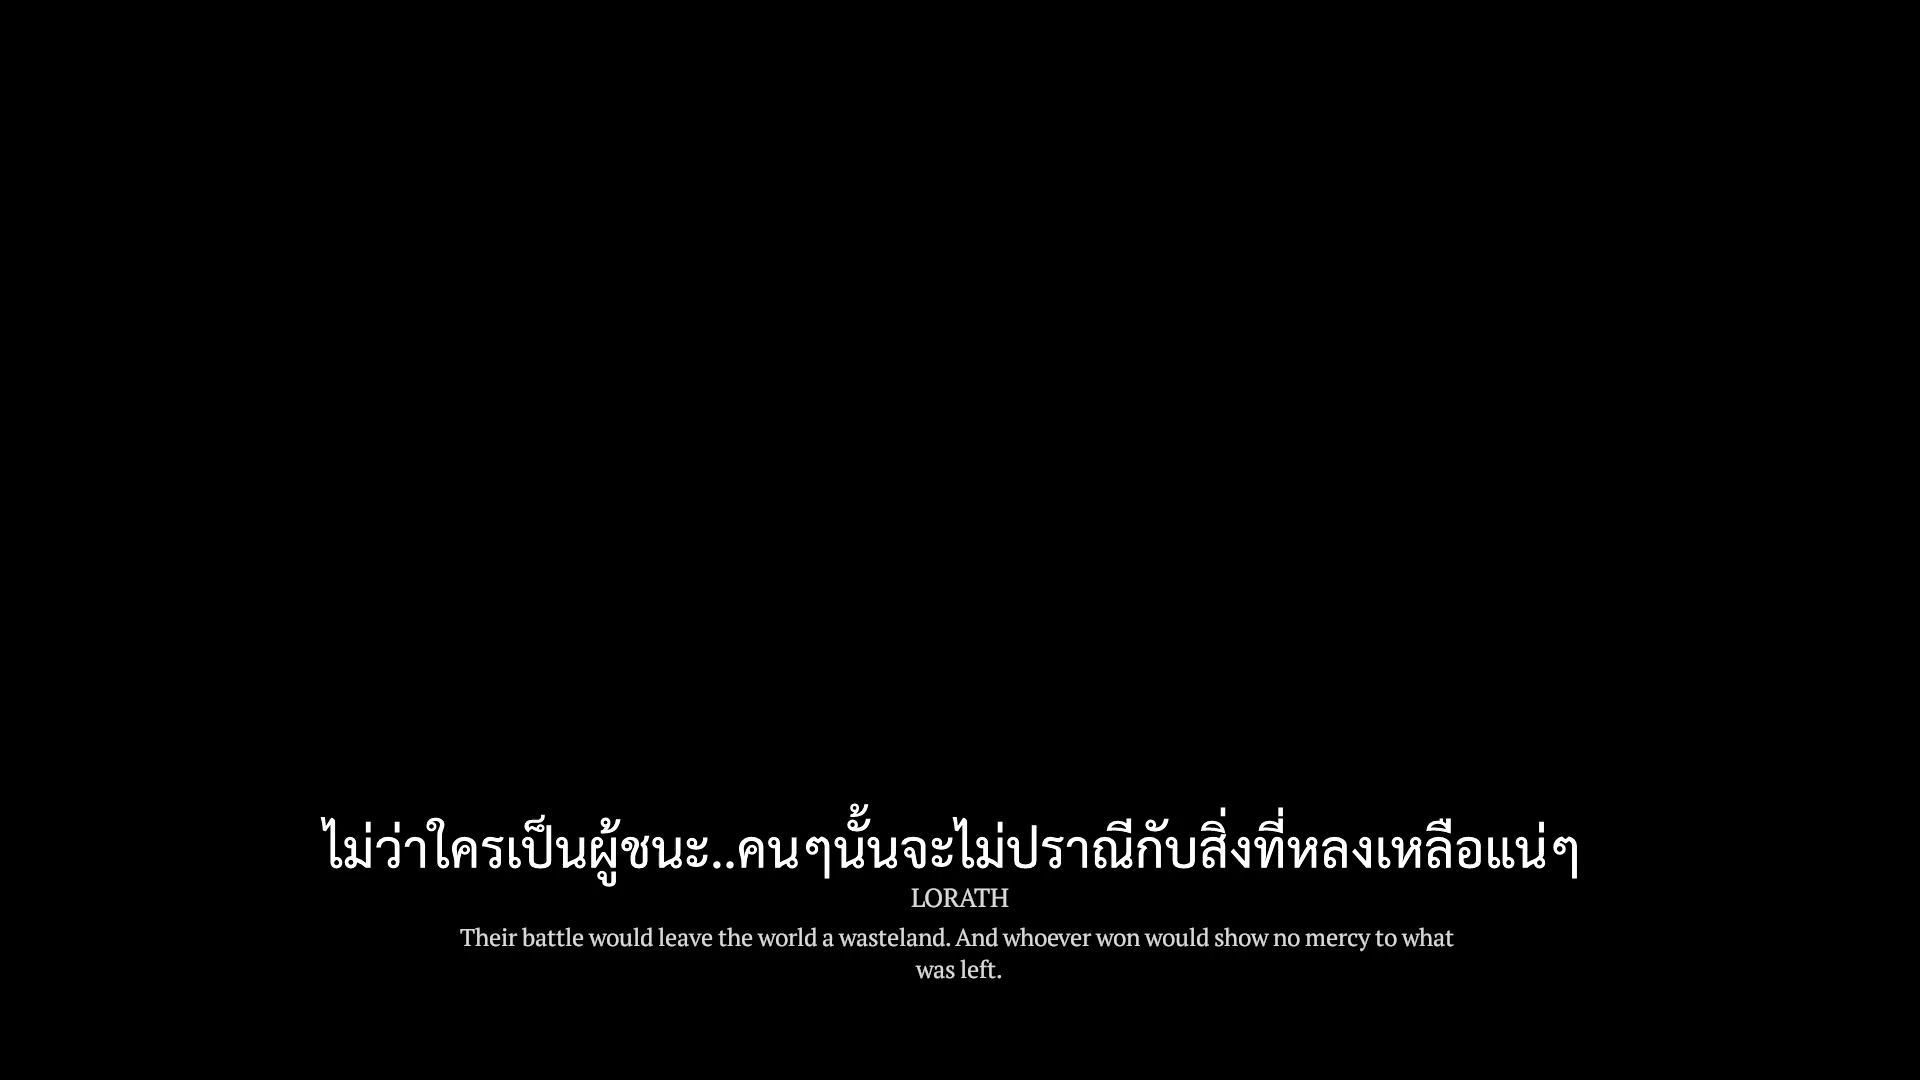 ไม่ว่าใครเป็นผู้ชนะ..คนๆนั้นจะไม่ปราณีกับสิ่งที่หลงเหลือแน่ๆ
LORATH
Their battle would leave the world a wasteland. And whoever won would show no mercy to what
was left.